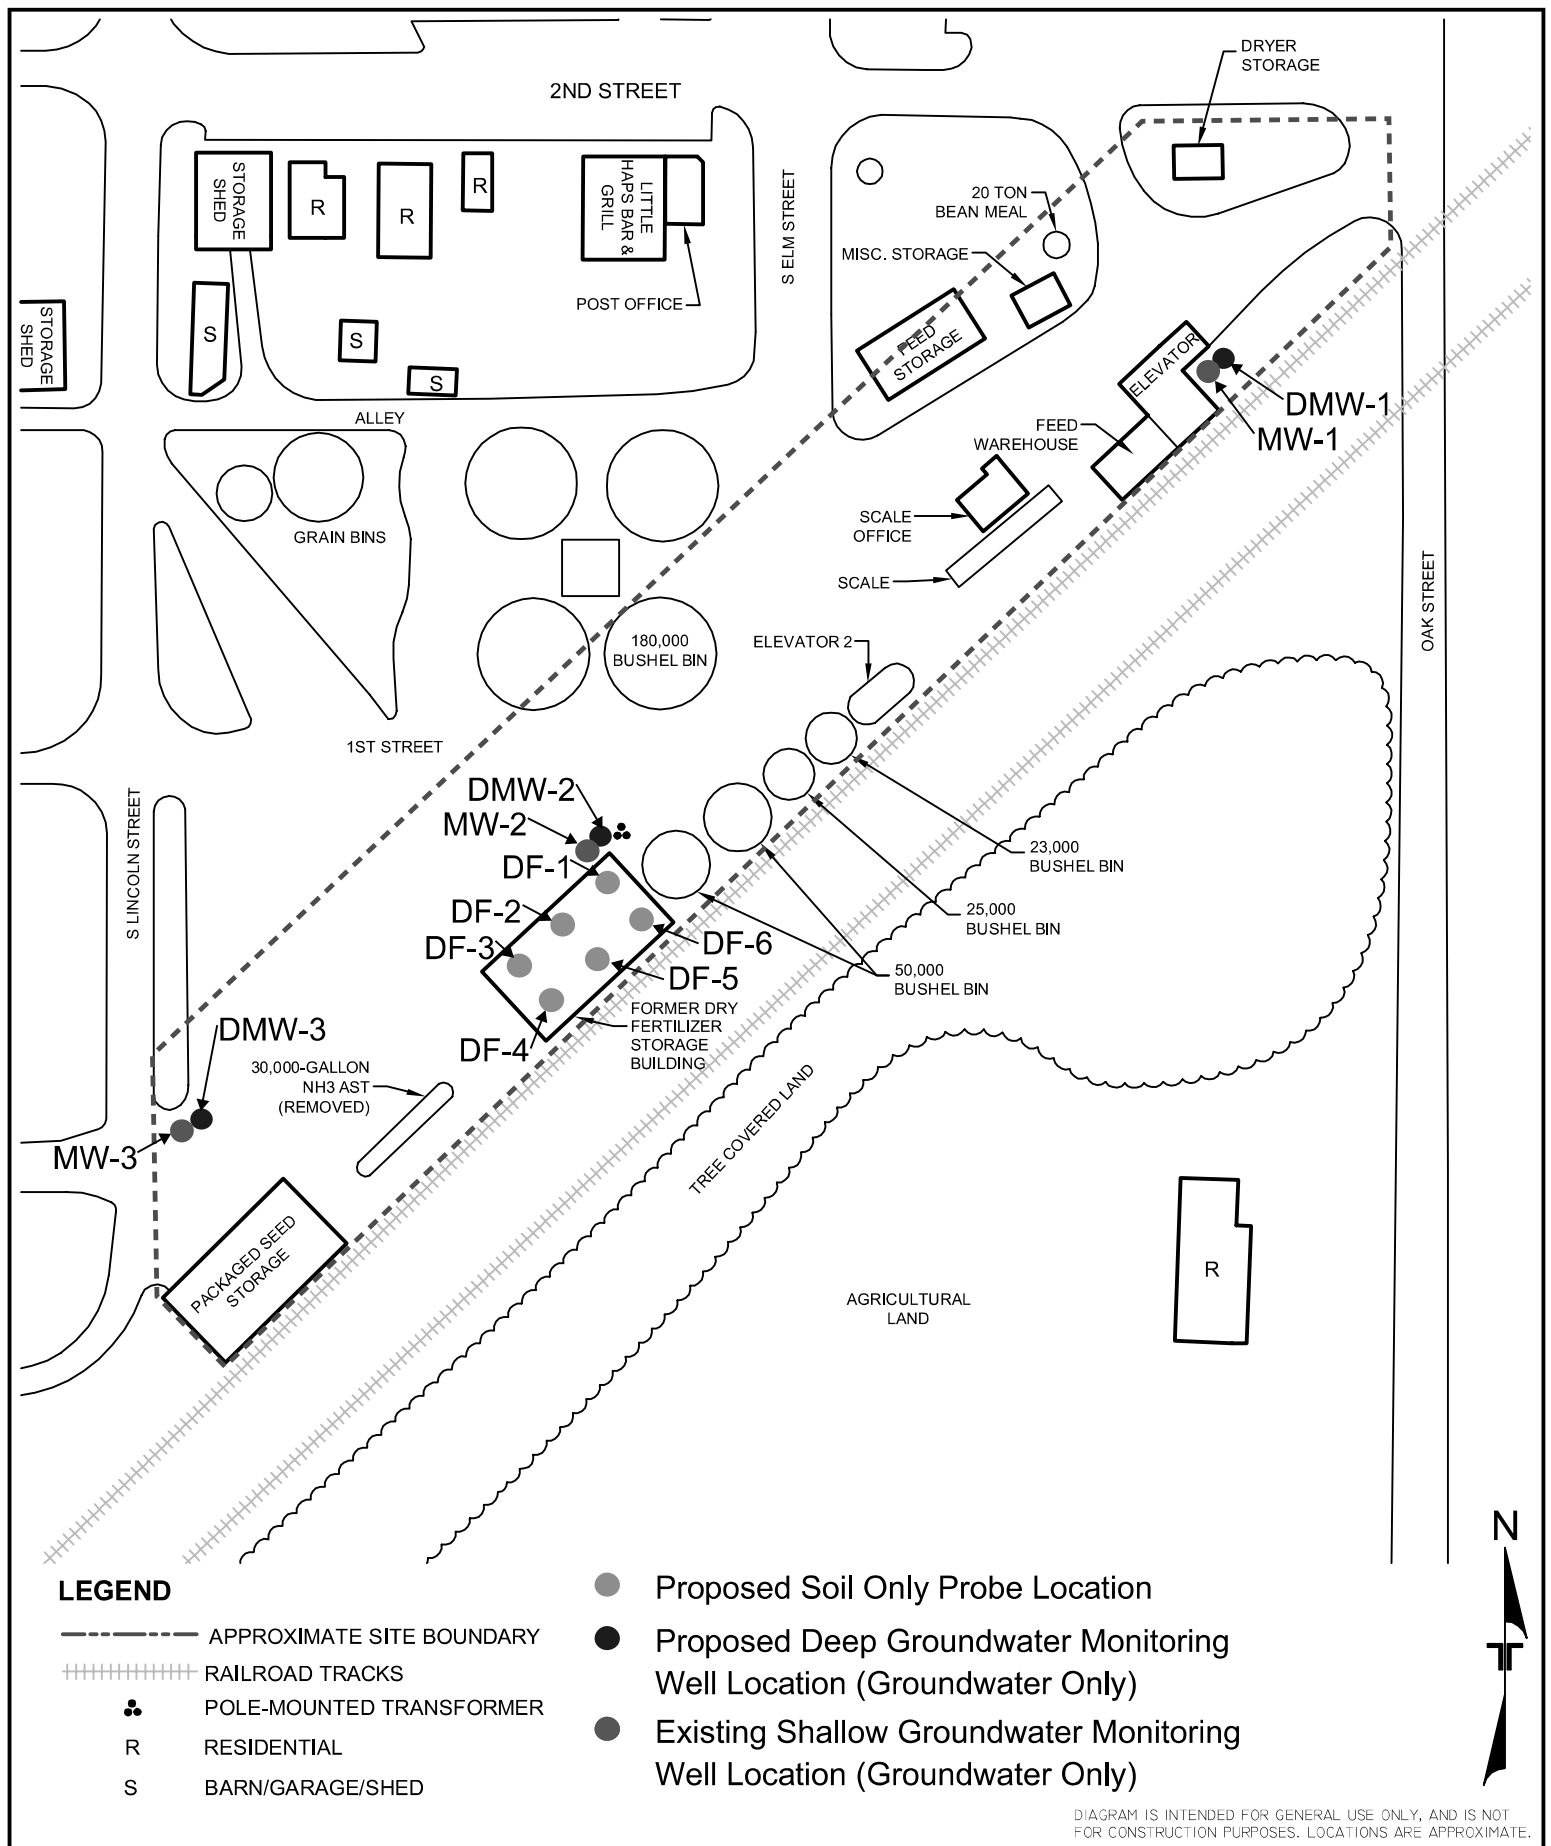 2ND STREET
DRYER
STORAGE
STORAGE
SHED
R
R
R
LITTLE
HAPS BAR &
GRILL
POST OFFICE
S ELM STREET
20 TON
BEAN MEAL
MISC. STORAGE
FEED
STORAGE
STORAGE
SHED
S
S
S
ALLEY
ELEVATOR
DMW-1
MW-1
FEED
WAREHOUSE
GRAIN BINS
SCALE
OFFICE
SCALE
OAK STREET
180,000
BUSHEL BIN
ELEVATOR 2
1ST STREET
S LINCOLN STREET
DMW-2
MW-2
DF-1
DF-2
DF-3
DF-6
DF-5
DF-4
FORMER DRY
FERTILIZER
STORAGE
BUILDING
23,000
BUSHEL BIN
25,000
BUSHEL BIN
50,000
BUSHEL BIN
DMW-3
MW-3
30,000-GALLON
NH3 AST
(REMOVED)
TREE COVERED LAND
PACKAGED SEED
STORAGE
AGRICULTURAL
LAND
R
N
LEGEND
APPROXIMATE SITE BOUNDARY
RAILROAD TRACKS
POLE-MOUNTED TRANSFORMER
R RESIDENTIAL
S BARN/GARAGE/SHED
Proposed Soil Only Probe Location
Proposed Deep Groundwater Monitoring
Well Location (Groundwater Only)
Existing Shallow Groundwater Monitoring
Well Location (Groundwater Only)
DIAGRAM IS INTENDED FOR GENERAL USE ONLY, AND IS NOT
FOR CONSTRUCTION PURPOSES. LOCATIONS ARE APPROXIMATE.